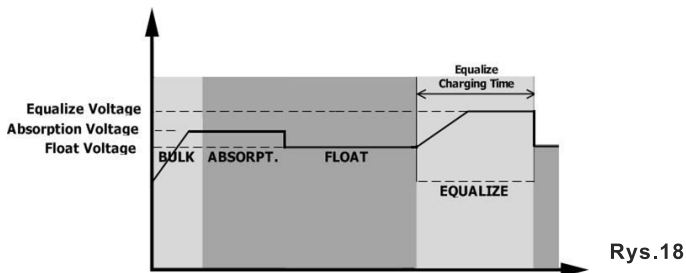 Equalize
Charging Time
Equalize Voltage
Absorption Voltage
Float Voltage
BULK ABSORPT. FLOAT
EQUALIZE
Rys.18